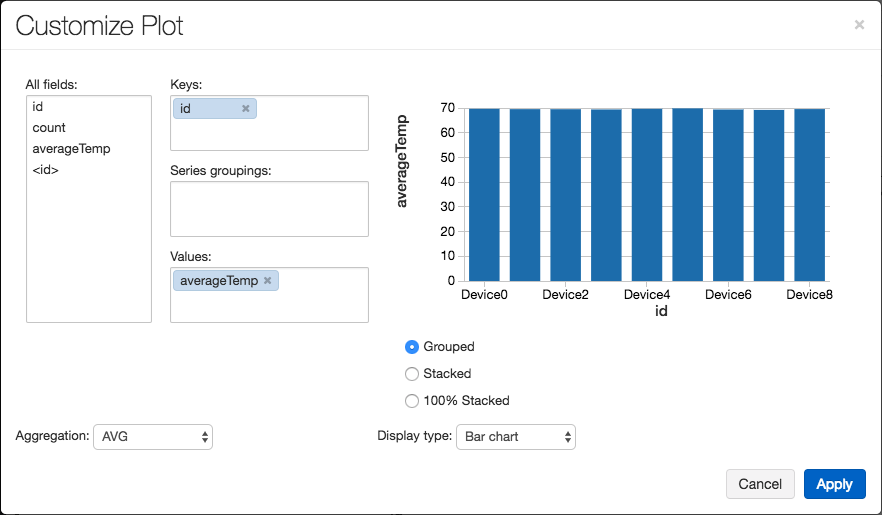 Customize Plot ×
All fields:
id
count
averageTemp
<id>
Keys:
id ×
Series groupings:
Values:
averageTemp ×
averageTemp
70
60
50
40
30
20
10
0
Device0 Device2 Device4 Device6 Device8
id
Grouped
Stacked
100% Stacked
Aggregation: AVG
Display type: Bar chart
Cancel Apply